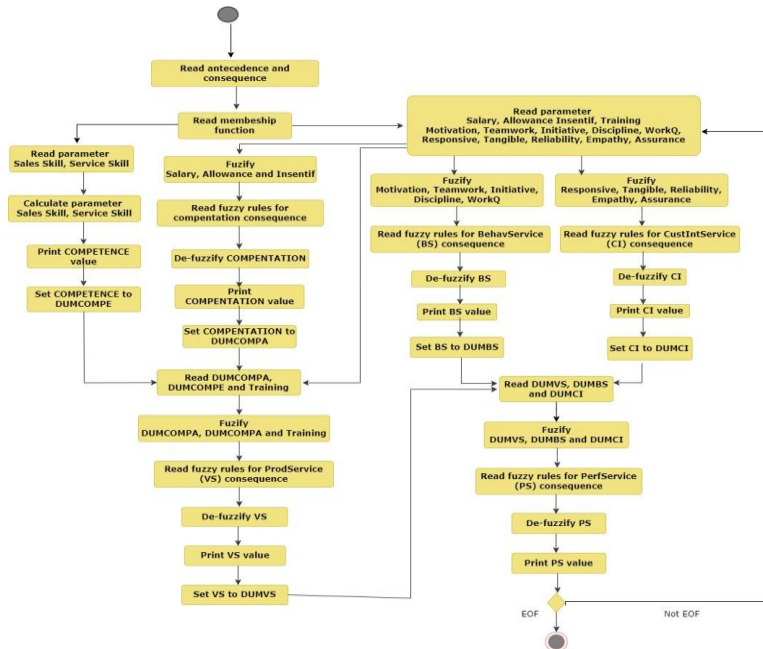 Read antecedence and
consequence
Read membeship
function
Read parameter
Salary, Allowance Insentif, Training
Motivation, Teamwork, Initiative, Discipline, WorkQ,
Responsive, Tangible, Reliability, Empathy, Assurance
Read parameter
Sales Skill, Service Skill
Calculate parameter
Sales Skill, Service Skill
Print COMPETENCE
value
Set COMPETENCE to
DUMCOMPE
Fuzify
Salary, Allowance and Insentif
Read fuzzy rules for
compentation consequence
De-fuzzify COMPENTATION
Print
COMPENTATION value
Set COMPENTATION to
DUMCOMPA
Fuzify
Motivation, Teamwork, Initiative,
Discipline, WorkQ
Read fuzzy rules for BehavService
(BS) consequence
De-fuzzify BS
Print BS value
Set BS to DUMBS
Fuzify
Responsive, Tangible, Reliability,
Empathy, Assurance
Read fuzzy rules for CustIntService
(CI) consequence
De-fuzzify CI
Print CI value
Set CI to DUMCI
Read DUMCOMPA,
DUMCOMPE and Training
Fuzify
DUMCOMPA, DUMCOMPA and Training
Read fuzzy rules for ProdService
(VS) consequence
De-fuzzify VS
Print VS value
Set VS to DUMVS
Read DUMVS, DUMBS
and DUMCI
Fuzify
DUMVS, DUMBS and DUMCI
Read fuzzy rules for PerfService
(PS) consequence
De-fuzzify PS
Print PS value
EOF
Not EOF